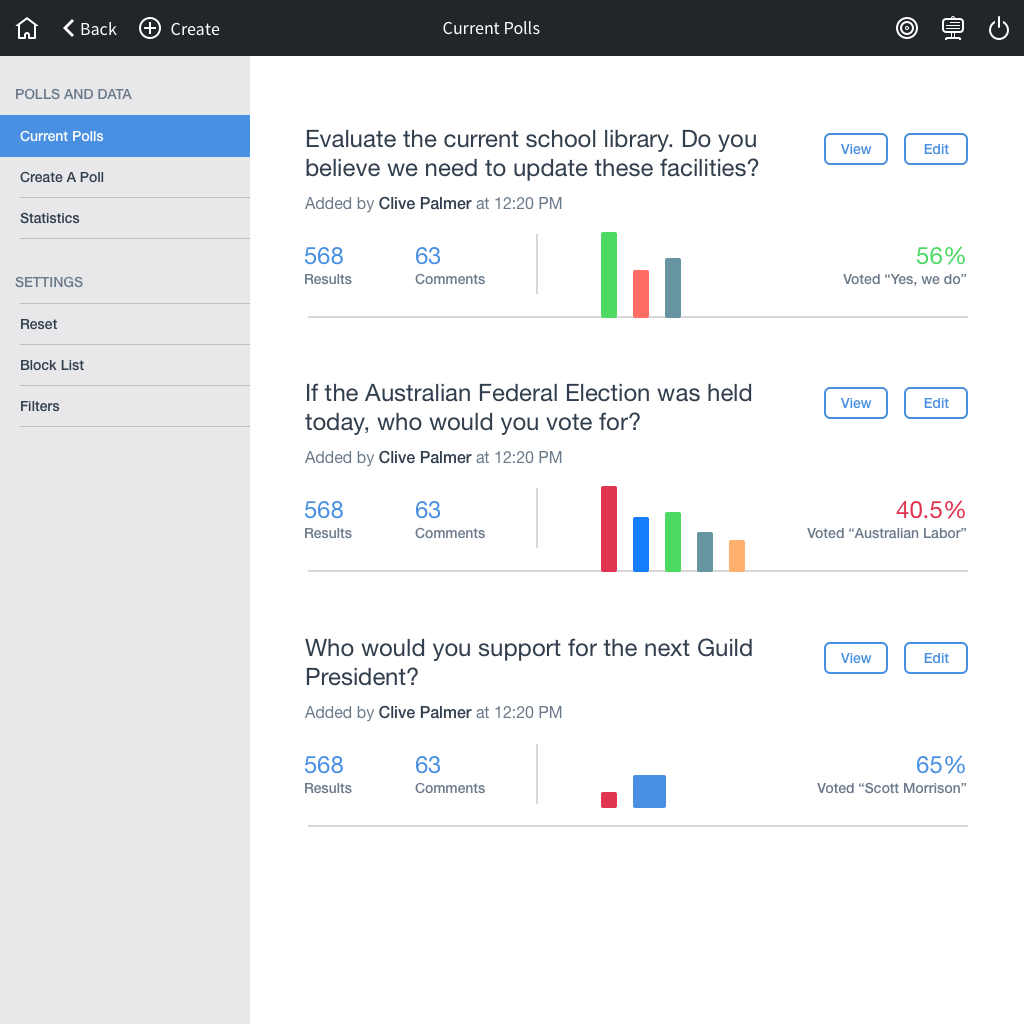 Back
Create
Current Polls
POLLS AND DATA
Current Polls
Create A Poll
Statistics
SETTINGS
Reset
Block List
Filters
Evaluate the current school library. Do you
believe we need to update these facilities?
View
Edit
Added by Clive Palmer at 12:20 PM
568
Results
63
Comments
56%
Voted “Yes, we do”
If the Australian Federal Election was held
today, who would you vote for?
View
Edit
Added by Clive Palmer at 12:20 PM
568
Results
63
Comments
40.5%
Voted “Australian Labor”
Who would you support for the next Guild
President?
View
Edit
Added by Clive Palmer at 12:20 PM
568
Results
63
Comments
65%
Voted “Scott Morrison”